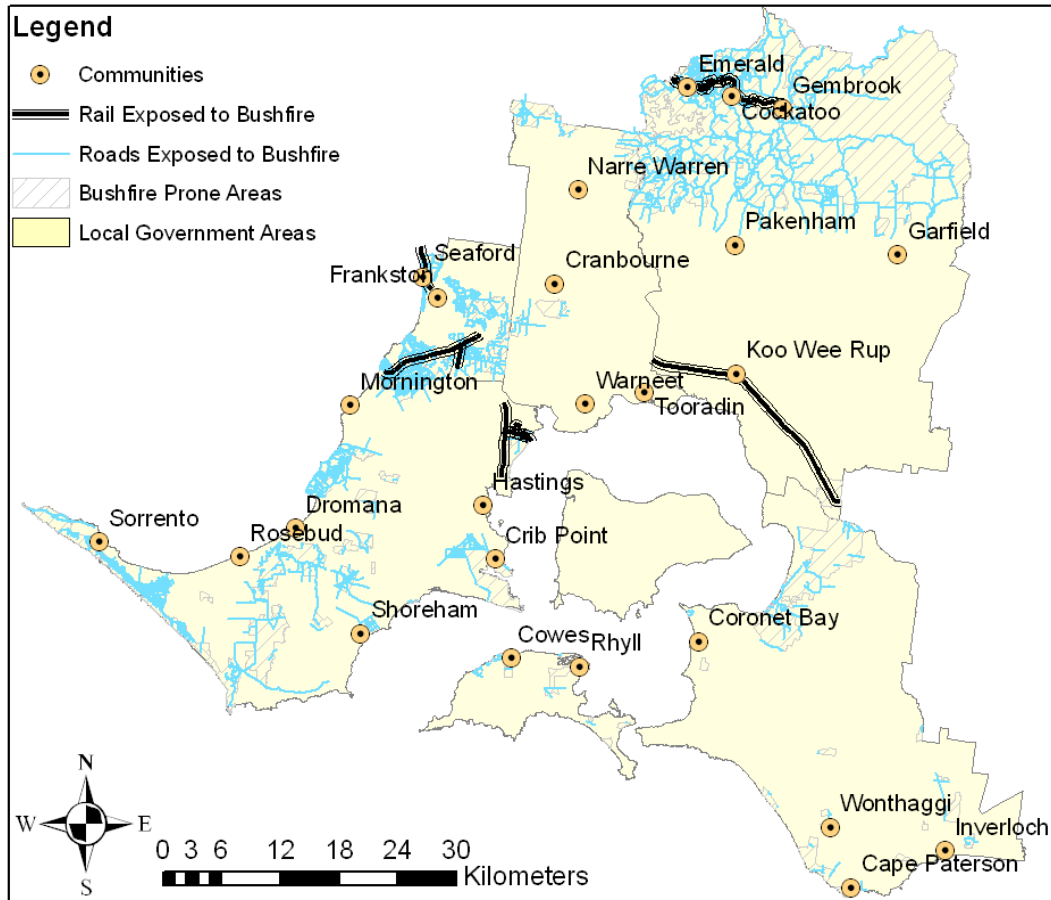 Legend
Communities
Rail Exposed to Bushfire
Roads Exposed to Bushfire
Bushfire Prone Areas
Local Government Areas
Emerald
Gembrook
Cockatoo
Narre Warren
Pakenham
Garfield
Seaford
Frankston
Cranbourne
Koo Wee Rup
Mornington
Warneet
Tooradin
Hastings
Dromana
Sorrento
Rosebud
Crib Point
Shoreham
Coronet Bay
Cowes
Rhyll
Wonthaggi
Inverloch
Cape Paterson
N
W E
S
0 3 6 12 18 24 30
Kilometers